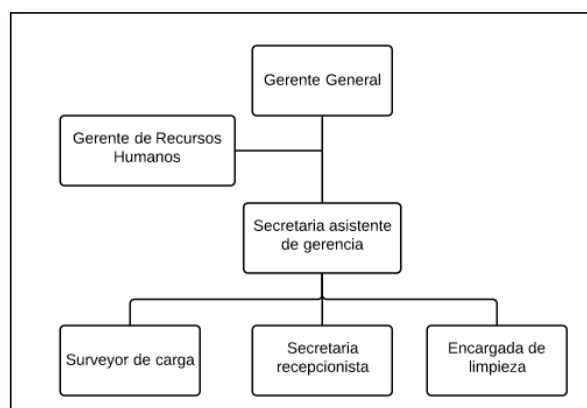 Gerente General
Gerente de Recursos
Humanos
Secretaria asistente
de gerencia
Surveyor de carga
Secretaria
recepcionista
Encargada de
limpieza